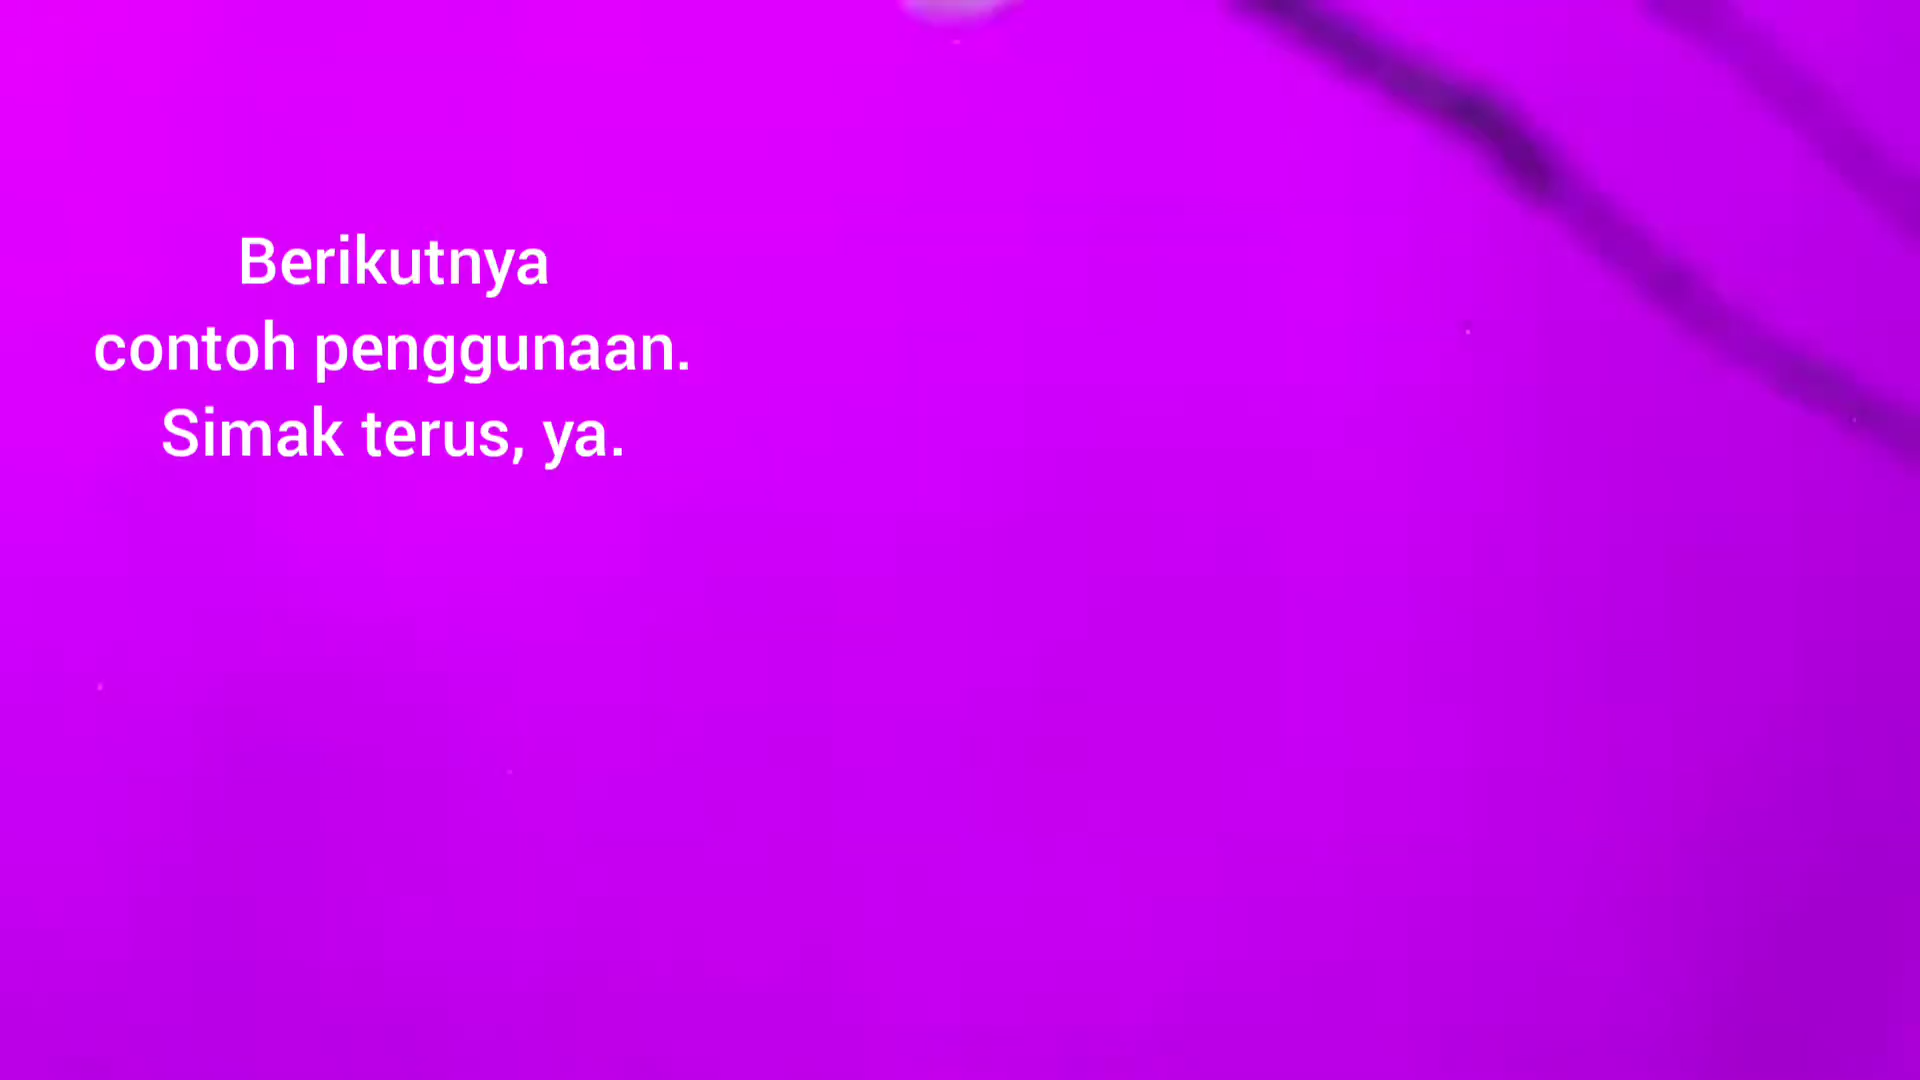 Berikutnya
contoh penggunaan.
Simak terus, ya.